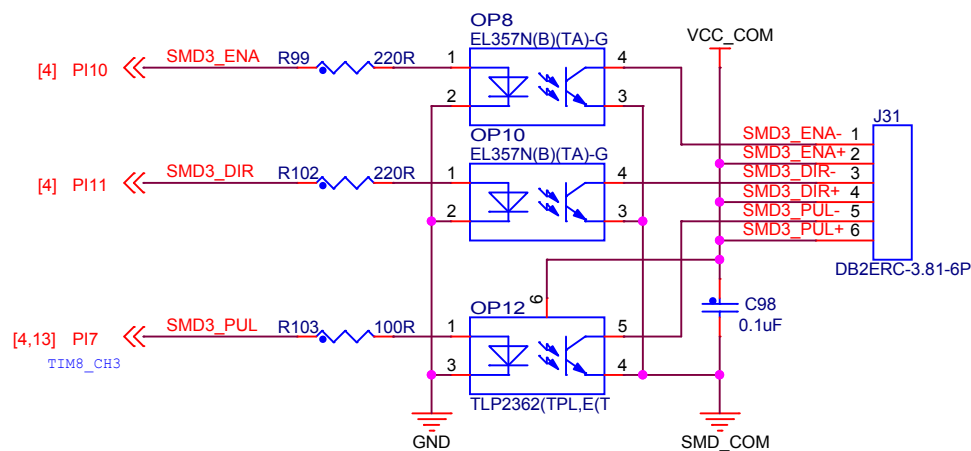 OP8
EL357N(B)(TA)-G
VCC_COM
[4] PI10 SMD3_ENA R99 220R 1 4
2 3
J31
OP10
EL357N(B)(TA)-G
SMD3_ENA- 1
SMD3_ENA+ 2
SMD3_DIR- 3
SMD3_DIR+ 4
SMD3_PUL- 5
SMD3_PUL+ 6
DB2ERC-3.81-6P
[4] PI11 SMD3_DIR R102 220R 1 4
2 3
6
OP12
C98
0.1uF
[4,13] PI7 SMD3_PUL R103 100R 1 5
TIM8_CH3
3 4
TLP2362(TPL,E(T
GND
SMD_COM